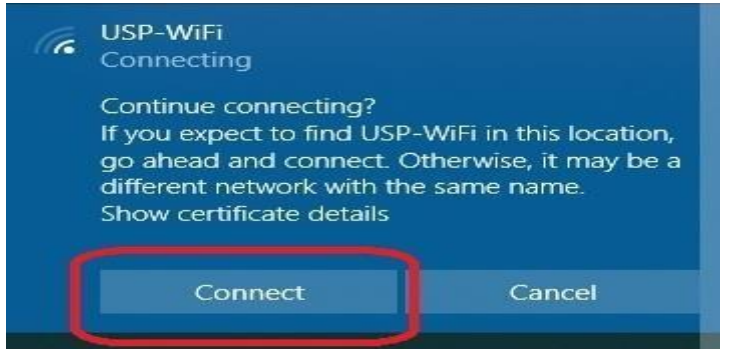 USP-WiFi
Connecting
Continue connecting?
If you expect to find USP-WiFi in this location,
go ahead and connect. Otherwise, it may be a
different network with the same name.
Show certificate details
Connect Cancel